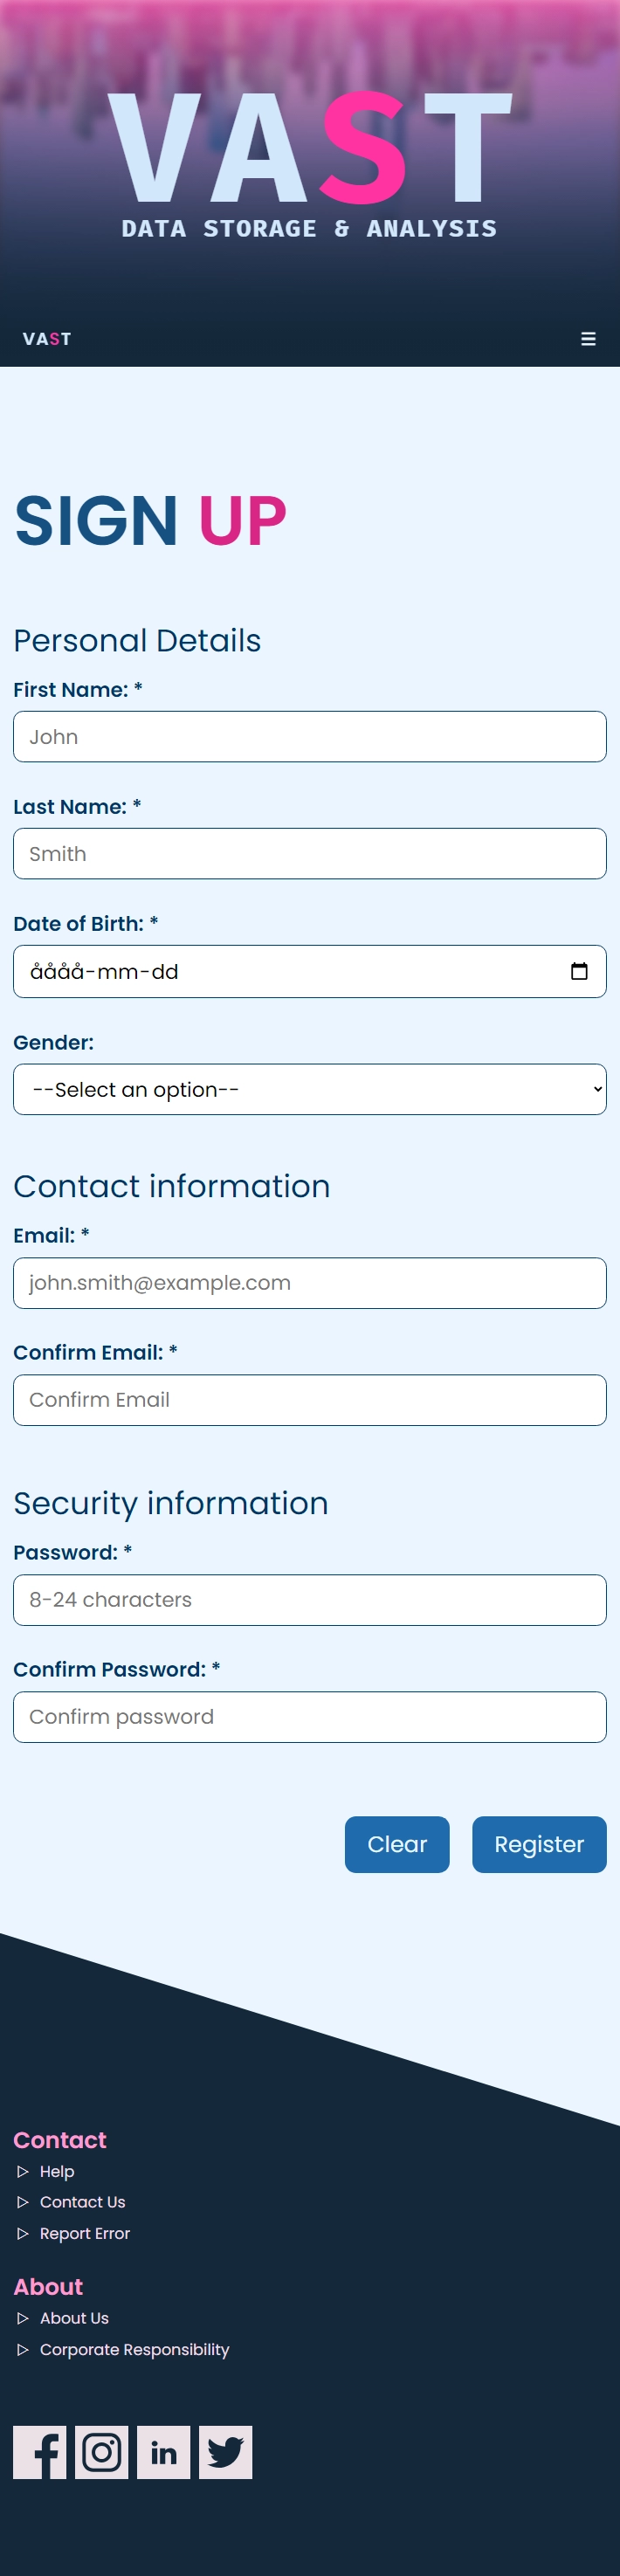 VAST
DATA STORAGE & ANALYSIS
VAST
SIGN UP
Personal Details
First Name: *
John
Last Name: *
Smith
Date of Birth: *
åååå-mm-dd
Gender:
--Select an option--
Contact information
Email: *
john.smith@example.com
Confirm Email: *
Confirm Email
Security information
Password: *
8-24 characters
Confirm Password: *
Confirm password
Clear Register
Contact
Help
Contact Us
Report Error
About
About Us
Corporate Responsibility